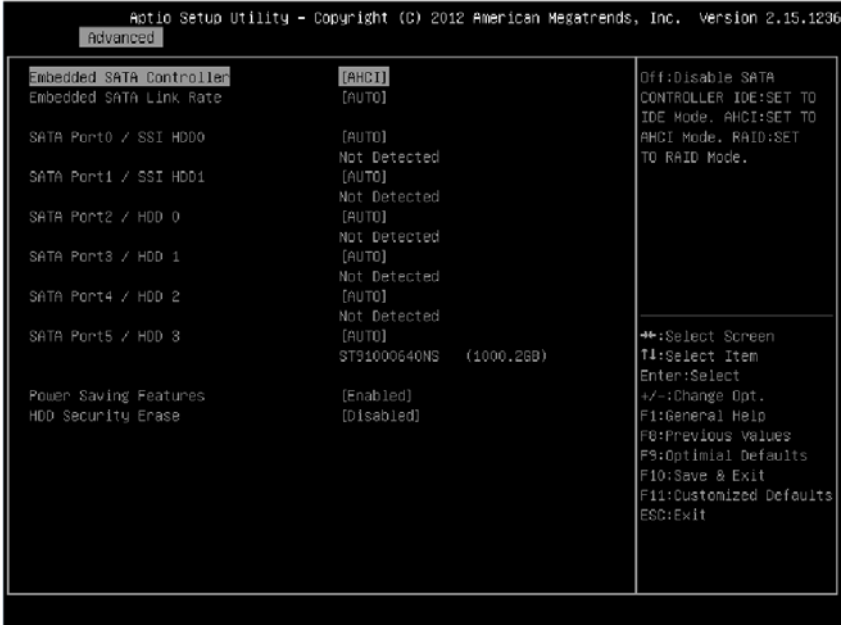 Aptio Setup Utility – Copyright (C) 2012 American Megatrends, Inc. Version 2.15.1236
Advanced
Embedded SATA Controller [AHCI]
Embedded SATA Link Rate [AUTO]
SATA Port0 / SSI HDD0 [AUTO]
Not Detected
SATA Port1 / SSI HDD1 [AUTO]
Not Detected
SATA Port2 / HDD 0 [AUTO]
Not Detected
SATA Port3 / HDD 1 [AUTO]
Not Detected
SATA Port4 / HDD 2 [AUTO]
Not Detected
SATA Port5 / HDD 3 [AUTO]
ST91000640NS (1000.2GB)
Power Saving Features [Enabled]
HDD Security Erase [Disabled]
Off:Disable SATA
CONTROLLER IDE:SET TO
IDE Mode. AHCI:SET TO
AHCI Mode. RAID:SET
TO RAID Mode.
→←:Select Screen
↑↓:Select Item
Enter:Select
+/-:Change Opt.
F1:General Help
F8:Previous Values
F9:Optimial Defaults
F10:Save & Exit
F11:Customized Defaults
ESC:Exit